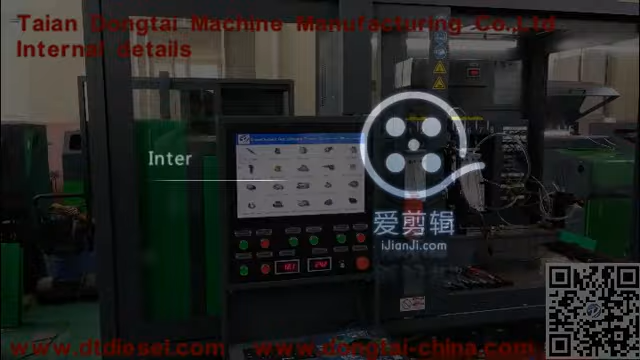 Taian Dongtai Machine Manufacturing Co.,Ltd
Internar details
Inter
爱剪辑
iJianJi.com
www.dtdiesel.com www.dongtai-china.com